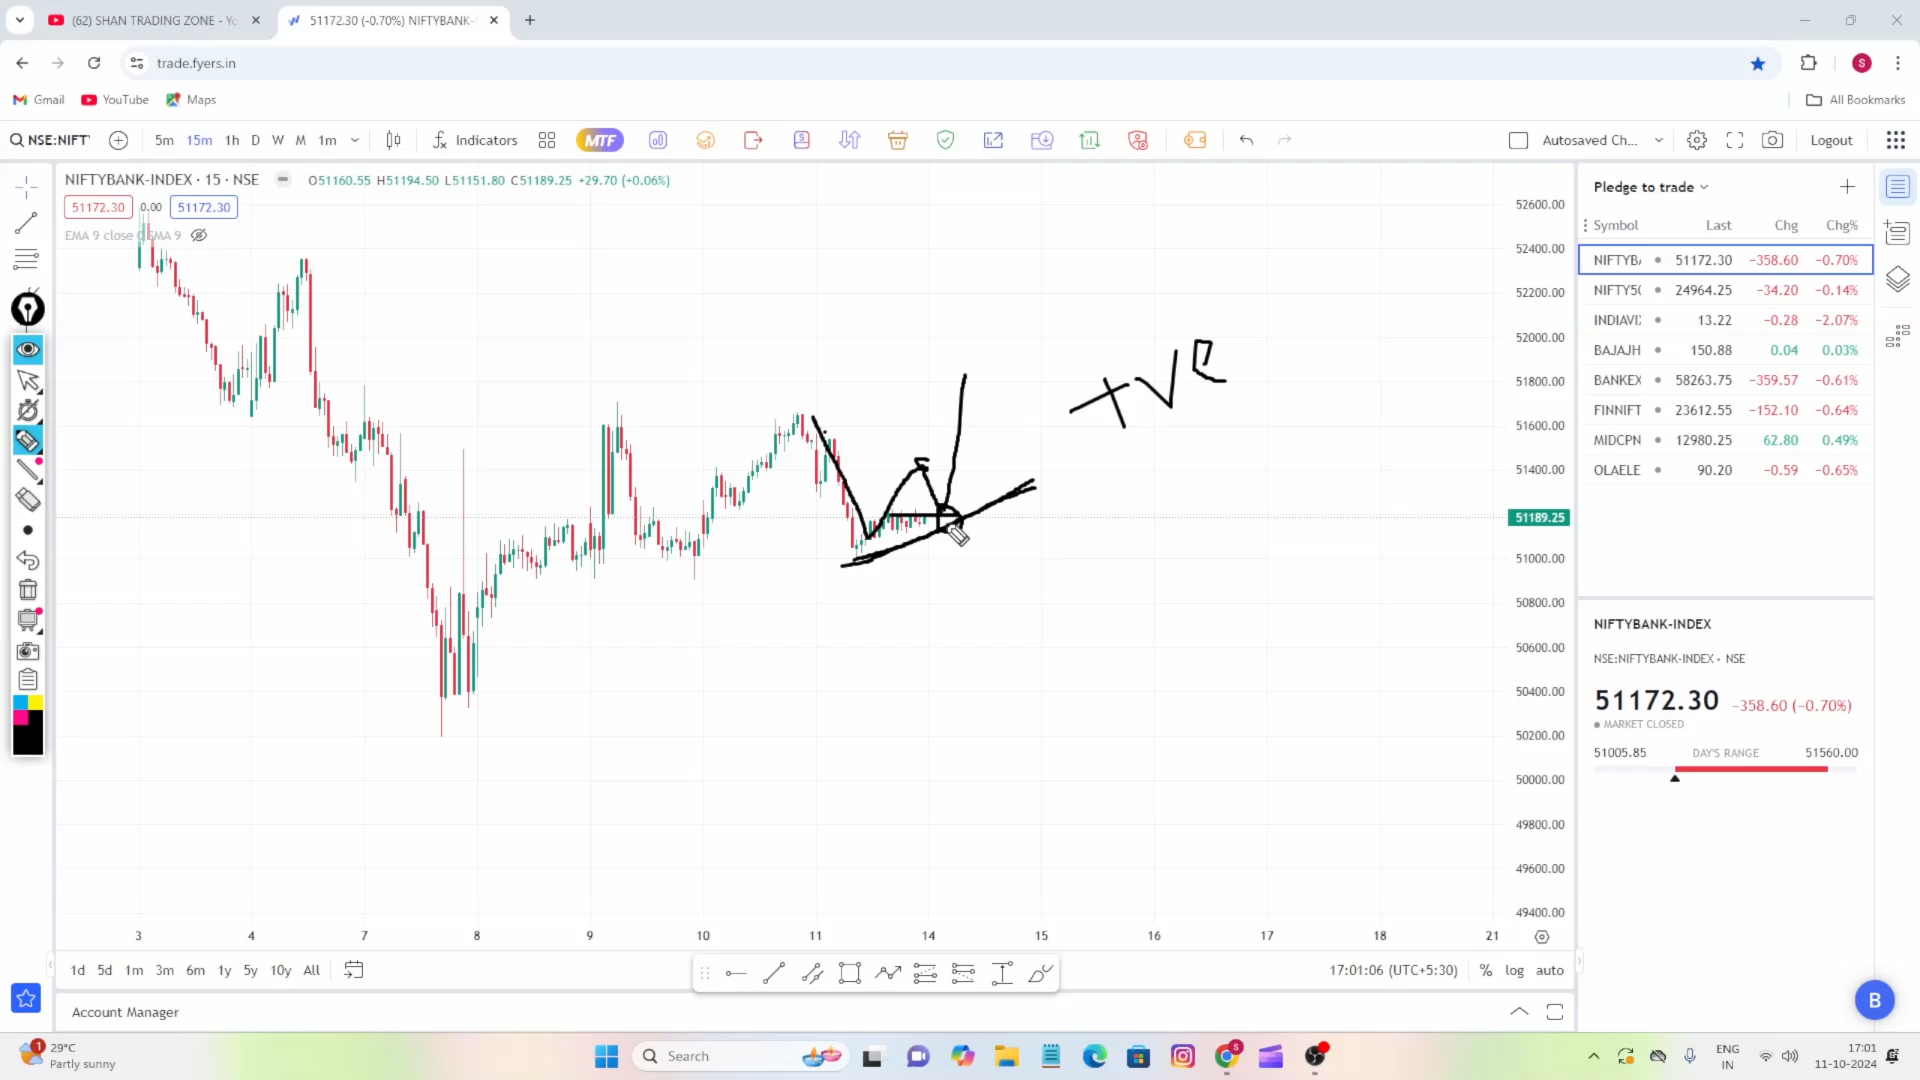 (62) SHAN TRADING ZONE - Yo
51172.30 (-0.70%) NIFTYBANK-
trade.fyers.in
S
Gmail YouTube Maps
All Bookmarks
NSE:NIFTY
5m 15m 1h D W M 1m
Indicators
MTF
Autosaved Ch...
Logout
NIFTYBANK-INDEX · 15 · NSE
O51160.55 H51194.50 L51151.80 C51189.25 +29.70 (+0.06%)
51172.30 0.00 51172.30
EMA 9 close 0 SMA 9
+ve
52600.00
52400.00
52200.00
52000.00
51800.00
51600.00
51400.00
51189.25
51000.00
50800.00
50600.00
50400.00
50200.00
50000.00
49800.00
49600.00
49400.00
3 4 7 8 9 10 11 14 15 16 17 18 21
1d 5d 1m 3m 6m 1y 5y 10y All
17:01:06 (UTC+5:30) % log auto
Account Manager
Pledge to trade
Symbol Last Chg Chg%
NIFTYBA 51172.30 −358.60 −0.70%
NIFTY50 24964.25 −34.20 −0.14%
INDIAVI 13.22 −0.28 −2.07%
BAJAJH 150.88 0.04 0.03%
BANKEX 58263.75 −359.57 −0.61%
FINNIFT 23612.55 −152.10 −0.64%
MIDCPN 12980.25 62.80 0.49%
OLAELE 90.20 −0.59 −0.65%
NIFTYBANK-INDEX
NSE:NIFTYBANK-INDEX • NSE
51172.30 −358.60 (−0.70%)
MARKET CLOSED
51005.85 DAY'S RANGE 51560.00
B
1
29°C
Partly sunny
Search
S
ENG
IN
17:01
11-10-2024